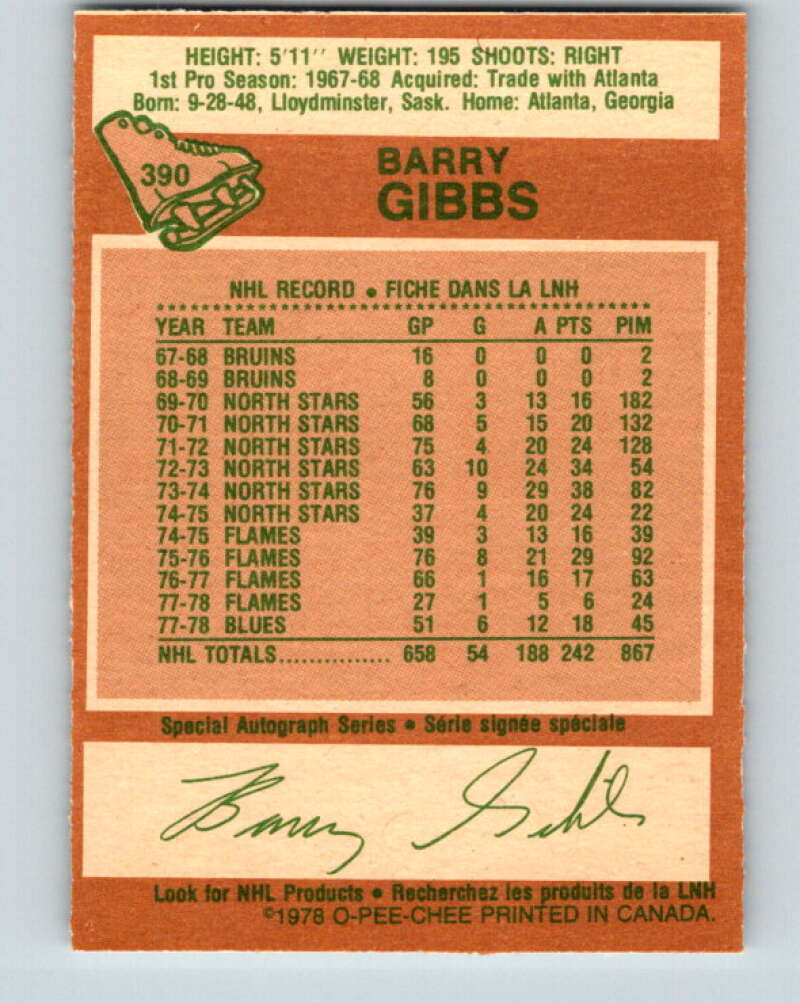 HEIGHT: 5'11'' WEIGHT: 195 SHOOTS: RIGHT
1st Pro Season: 1967-68 Acquired: Trade with Atlanta
Born: 9-28-48, Lloydminster, Sask. Home: Atlanta, Georgia
390
BARRY
GIBBS
NHL RECORD • FICHE DANS LA LNH
YEAR TEAM GP G A PTS PIM
67-68 BRUINS 16 0 0 0 2
68-69 BRUINS 8 0 0 0 2
69-70 NORTH STARS 56 3 13 16 182
70-71 NORTH STARS 68 5 15 20 132
71-72 NORTH STARS 75 4 20 24 128
72-73 NORTH STARS 63 10 24 34 54
73-74 NORTH STARS 76 9 29 38 82
74-75 NORTH STARS 37 4 20 24 22
74-75 FLAMES 39 3 13 16 39
75-76 FLAMES 76 8 21 29 92
76-77 FLAMES 66 1 16 17 63
77-78 FLAMES 27 1 5 6 24
77-78 BLUES 51 6 12 18 45
NHL TOTALS............... 658 54 188 242 867
Special Autograph Series • Série signée spéciale
Barry Gibbs
Look for NHL Products • Recherchez les produits de la LNH
©1978 O-PEE-CHEE PRINTED IN CANADA.